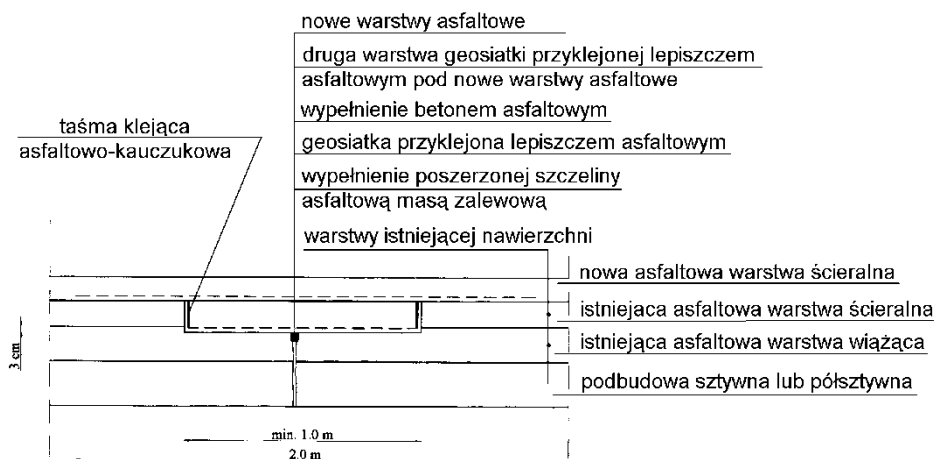 nowe warstwy asfaltowe
druga warstwa geosiatki przyklejonej lepiszczem
asfaltowym pod nowe warstwy asfaltowe
wypełnienie betonem asfaltowym
taśma klejąca
asfaltowo-kauczukowa
geosiatka przyklejona lepiszczem asfaltowym
wypełnienie poszerzonej szczeliny
asfaltową masą zalewową
warstwy istniejącej nawierzchni
nowa asfaltowa warstwa ścieralna
istniejaca asfaltowa warstwa ścieralna
istniejąca asfaltowa warstwa wiążąca
podbudowa sztywna lub półsztywna
3 cm
min. 1.0 m
2.0 m